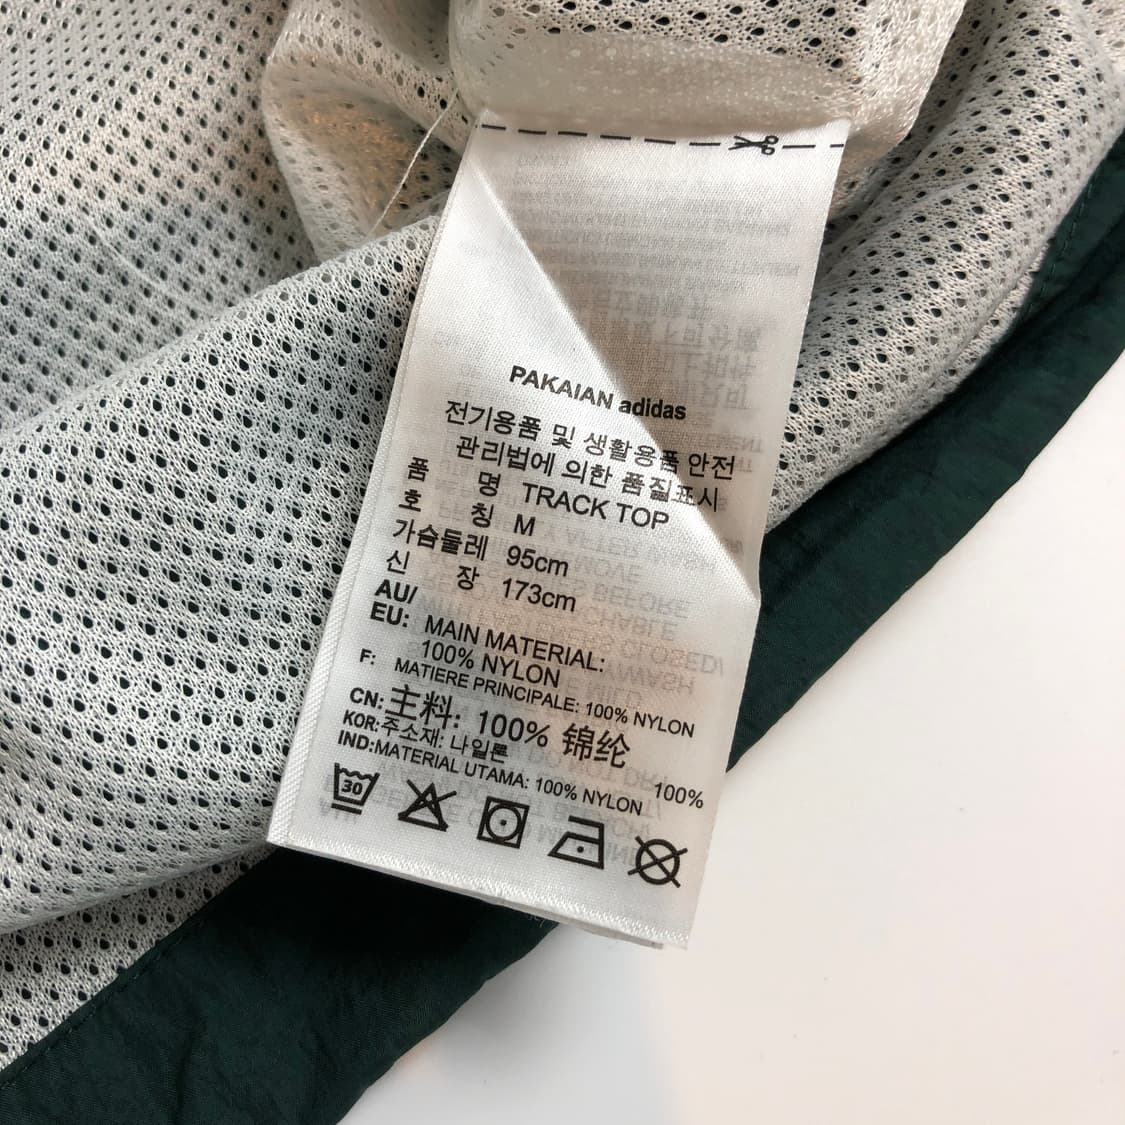 PAKAIAN adidas
전기용품 및 생활용품 안전
관리법에 의한 품질표시
품 명 TRACK TOP
호 칭 M
가슴둘레 95cm
신 장 173cm
AU/
EU: MAIN MATERIAL:
100% NYLON
F: MATIERE PRINCIPALE: 100% NYLON
CN: 主料: 100% 锦纶
KOR: 주소재: 나일론 100%
IND: MATERIAL UTAMA: 100% NYLON
30